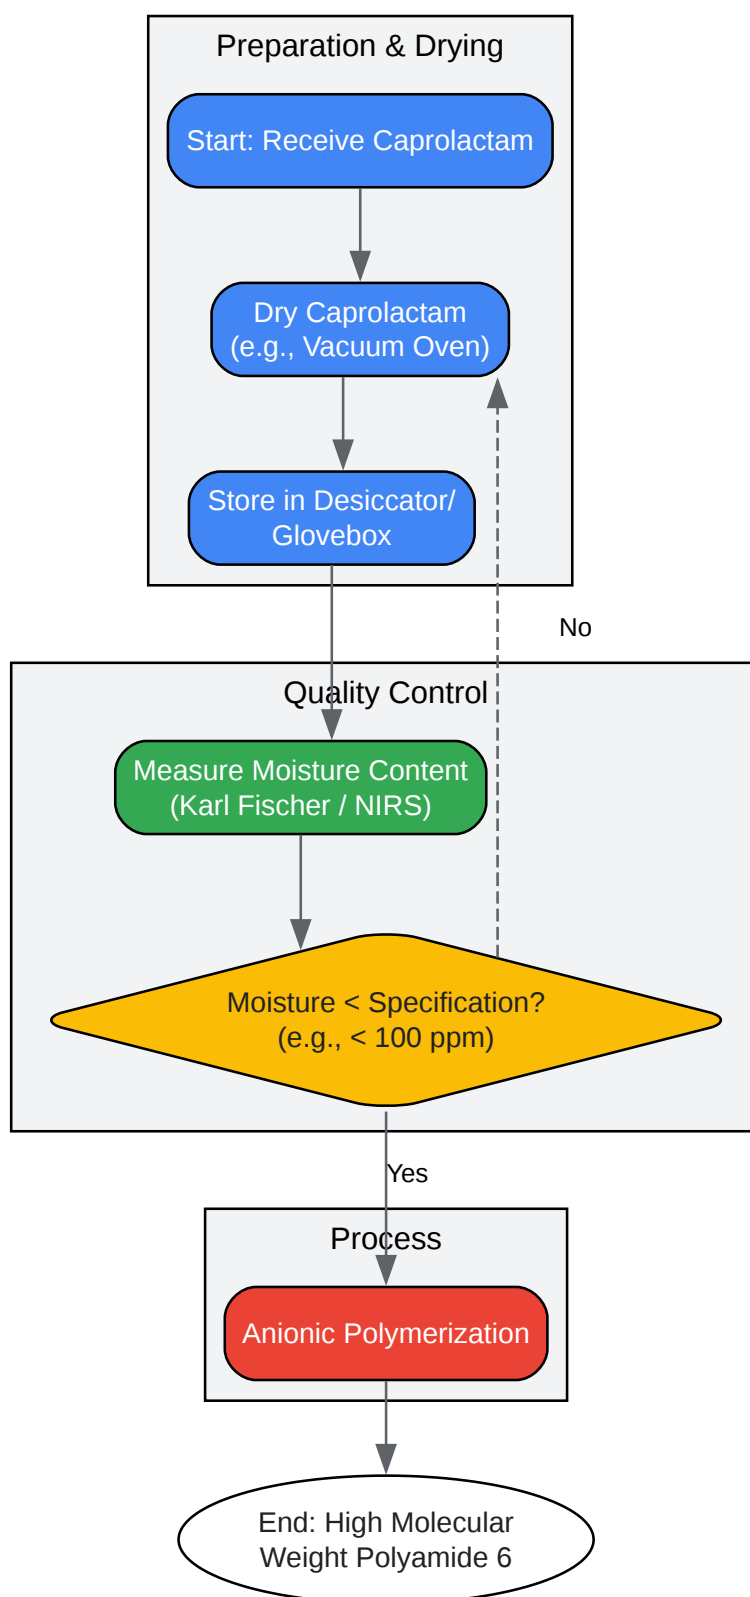 Preparation & Drying
Start: Receive Caprolactam
Dry Caprolactam
(e.g., Vacuum Oven)
Store in Desiccator/
Glovebox
No
Quality Control
Measure Moisture Content
(Karl Fischer / NIRS)
Moisture < Specification?
(e.g., < 100 ppm)
Yes
Process
Anionic Polymerization
End: High Molecular
Weight Polyamide 6